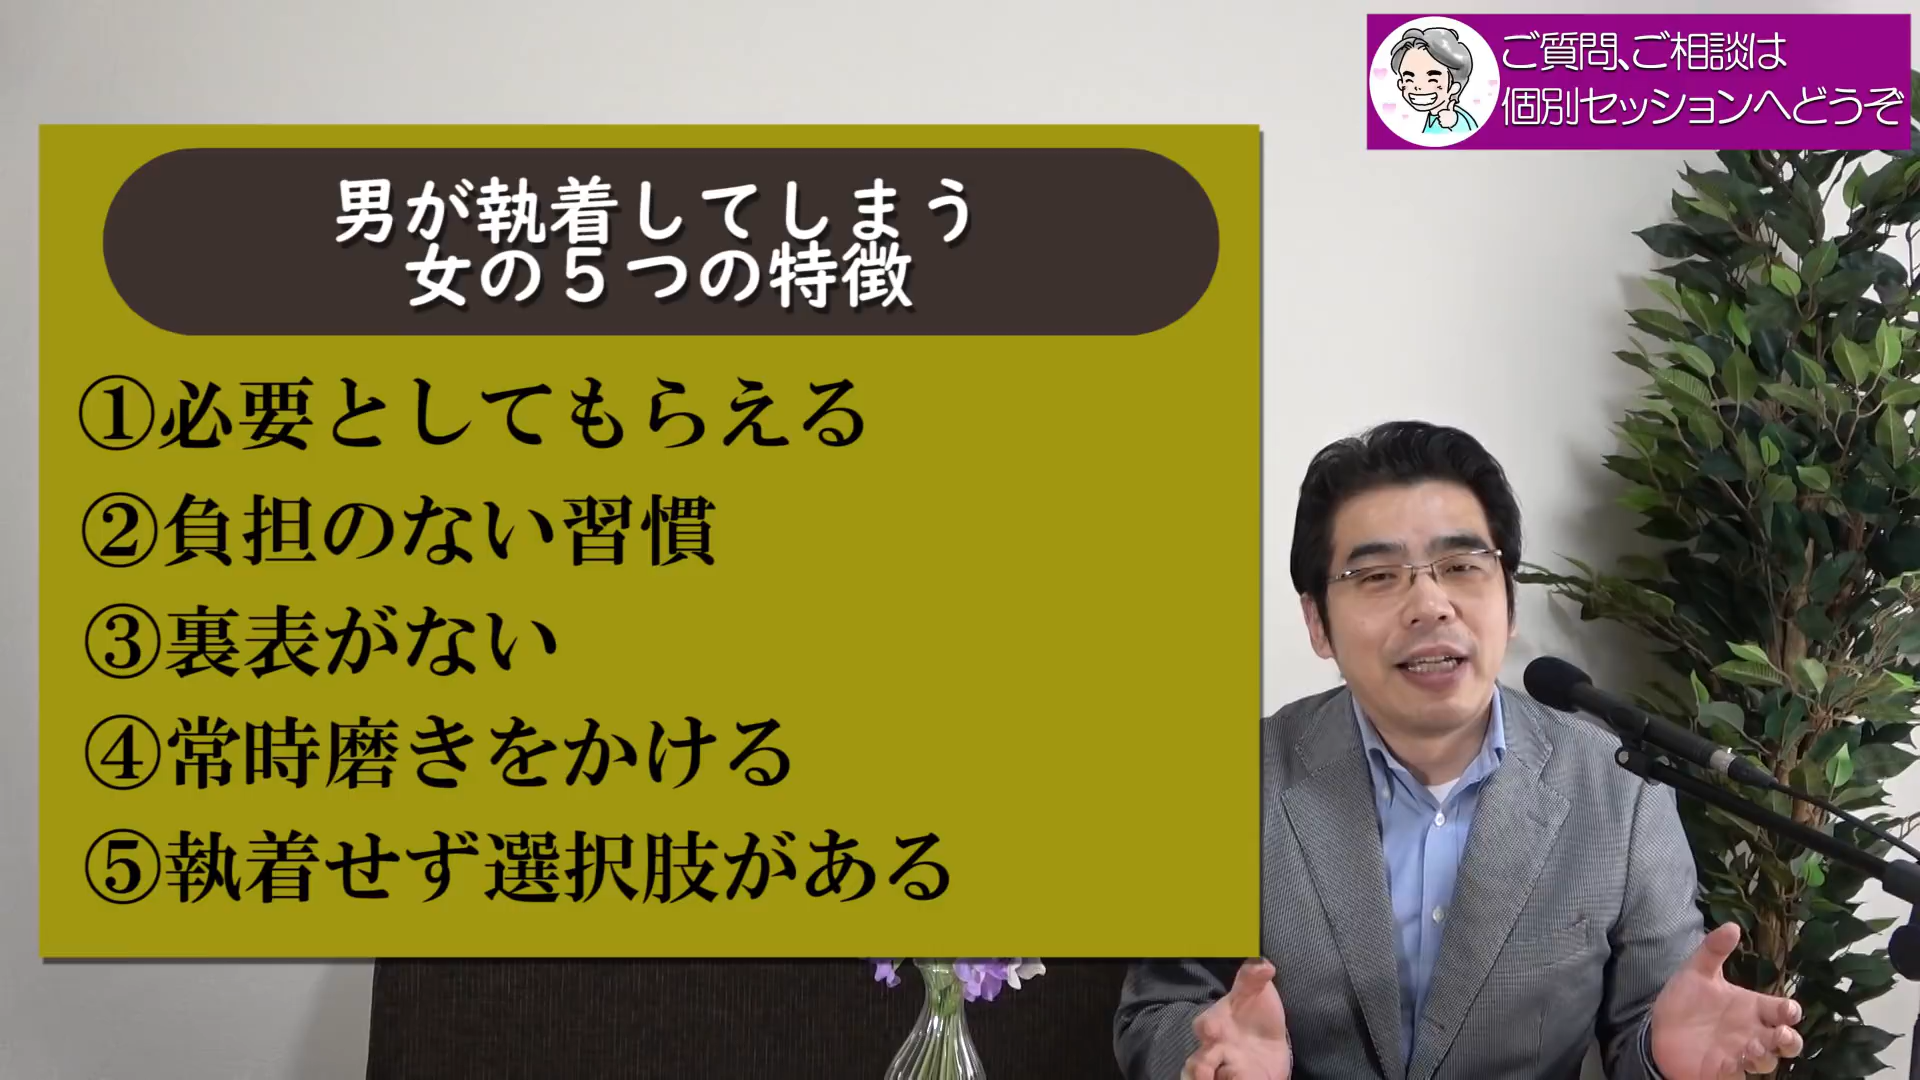 ご質問、ご相談は
個別セッションへどうぞ
男が執着してしまう
女の５つの特徴
①必要としてもらえる
②負担のない習慣
③裏表がない
④常時磨きをかける
⑤執着せず選択肢がある